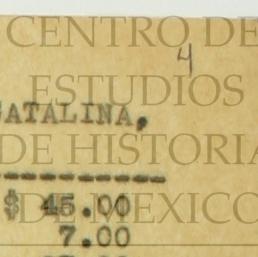 CENTRO DE
4
ESTUDIOS
CATALINA,
DE HISTORIA
$ 45.00
DE MEXICO
7.00